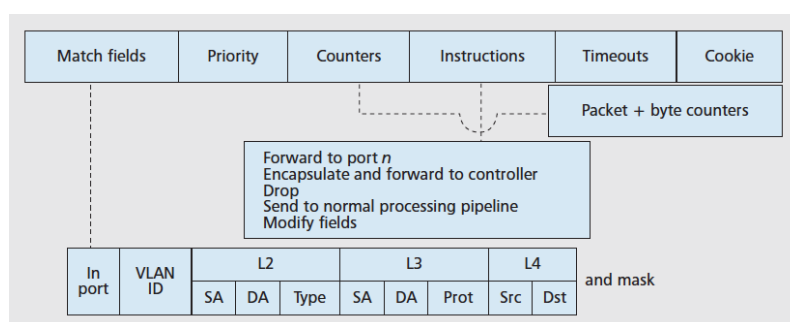 Match fields Priority Counters Instructions Timeouts Cookie
Packet + byte counters
Forward to port n
Encapsulate and forward to controller
Drop
Send to normal processing pipeline
Modify fields
In port
VLAN ID
L2 L3 L4
SA DA Type SA DA Prot Src Dst
and mask